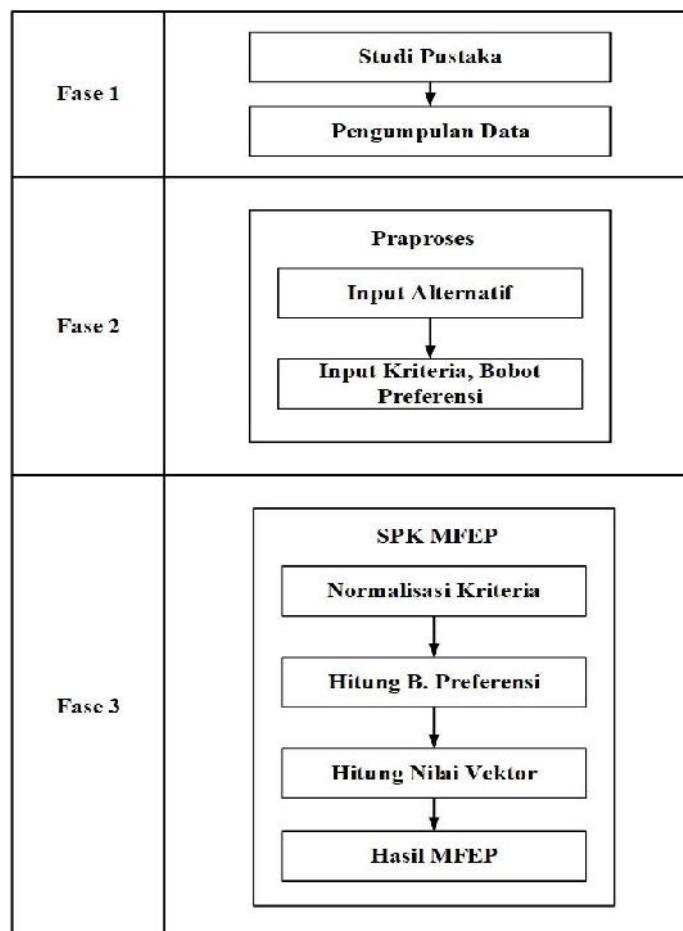 Fase 1
Studi Pustaka
Pengumpulan Data
Fase 2
Praproses
Input Alternatif
Input Kriteria, Bobot
Preferensi
Fase 3
SPK MFEP
Normalisasi Kriteria
Hitung B. Preferensi
Hitung Nilai Vektor
Hasil MFEP